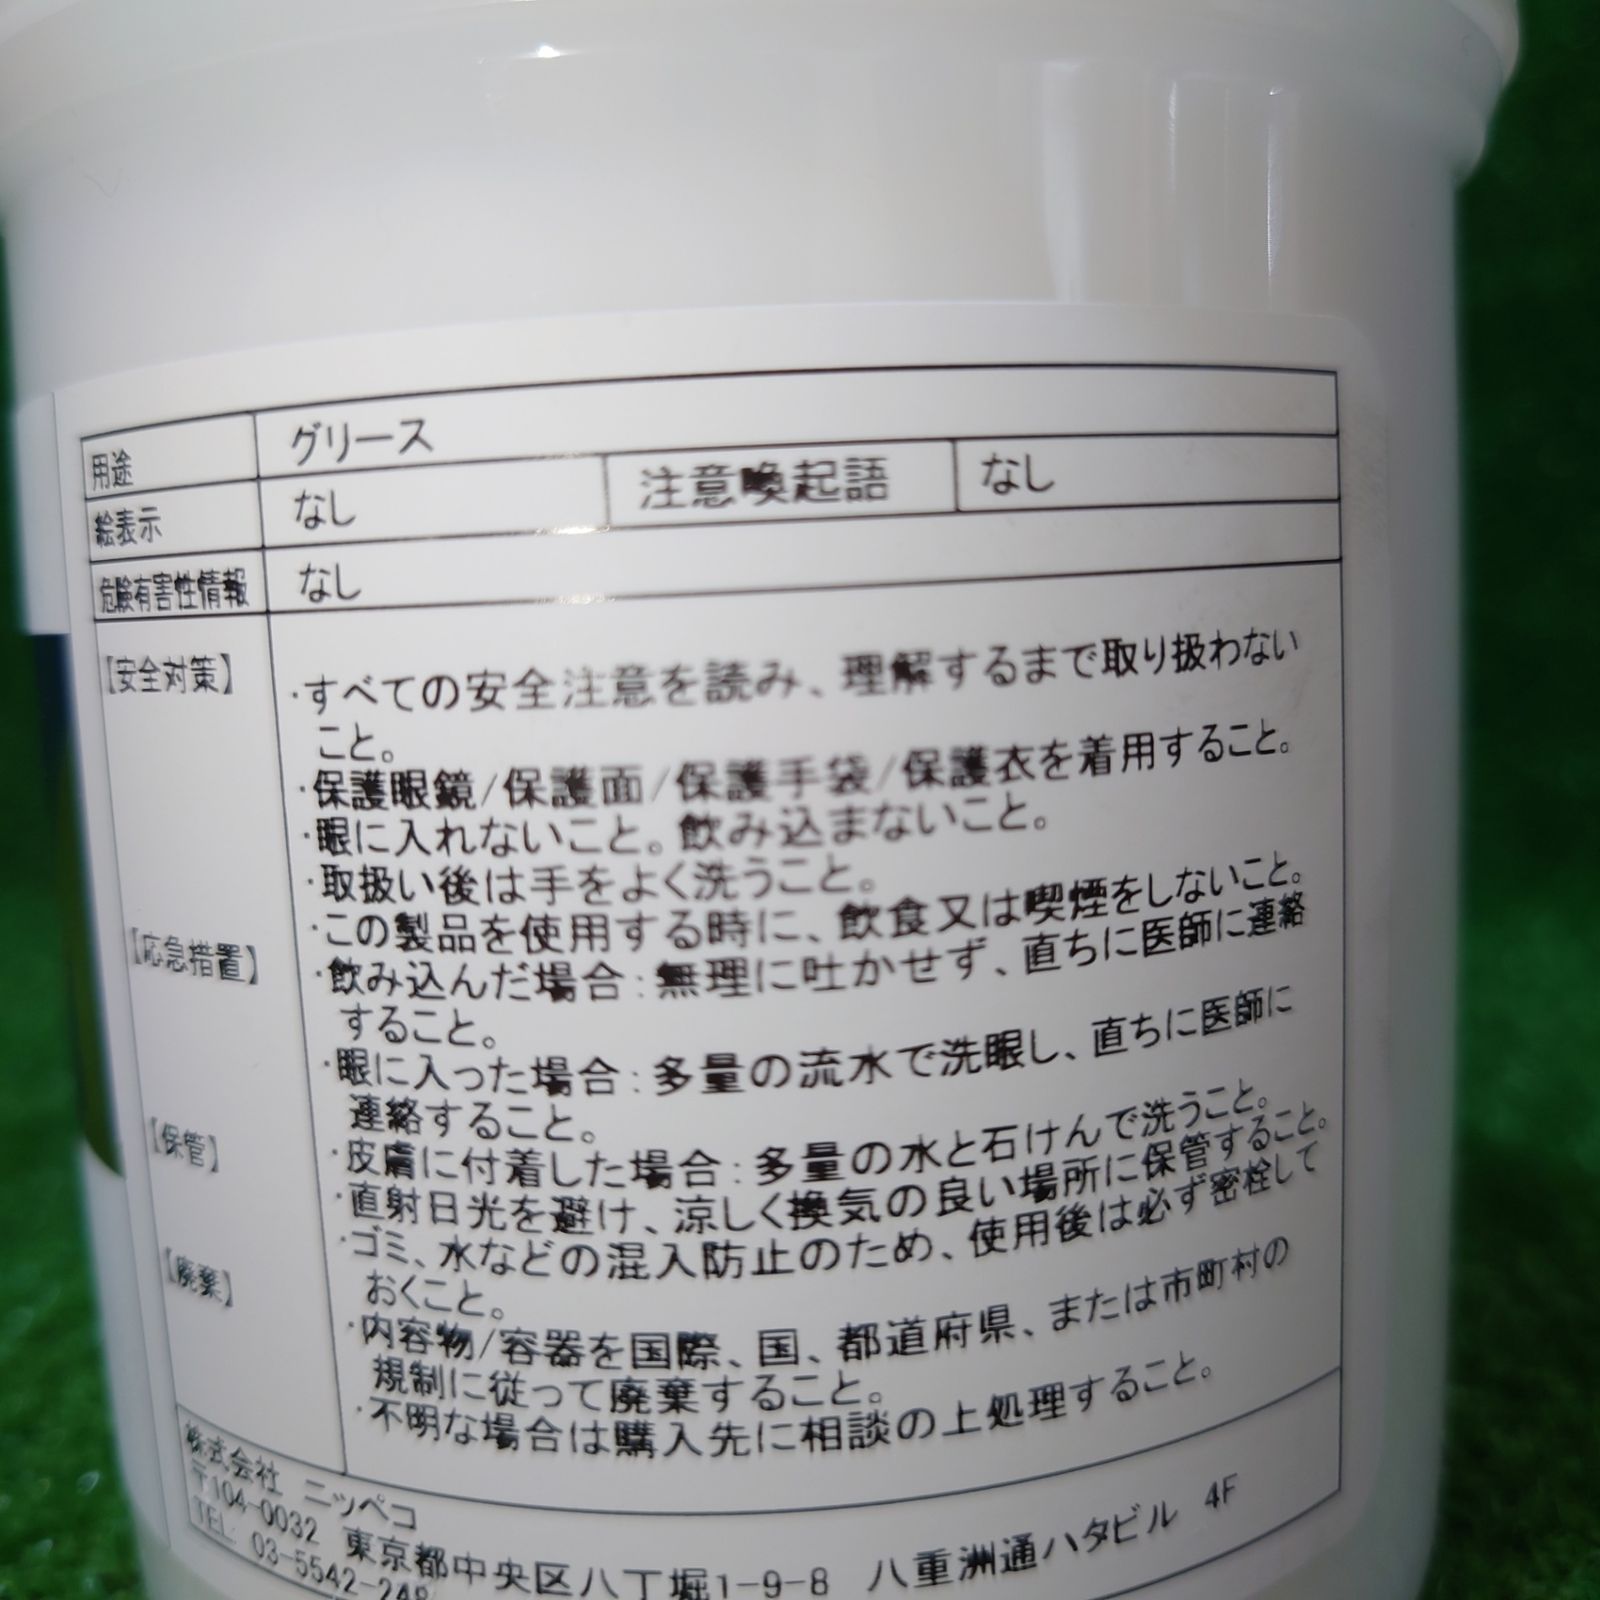 用途 グリース
絵表示 なし 注意喚起語 なし
危険有害性情報 なし
【安全対策】 ・すべての安全注意を読み、理解するまで取り扱わない
こと。
・保護眼鏡/保護面/保護手袋/保護衣を着用すること。
・眼に入れないこと。飲み込まないこと。
・取扱い後は手をよく洗うこと。
・この製品を使用する時に、飲食又は喫煙をしないこと。
【応急措置】 ・飲み込んだ場合:無理に吐かせず、直ちに医師に連絡
すること。
・眼に入った場合:多量の流水で洗眼し、直ちに医師に
連絡すること。
・皮膚に付着した場合:多量の水と石けんで洗うこと。
【保管】 ・直射日光を避け、涼しく換気の良い場所に保管すること。
・ゴミ、水などの混入防止のため、使用後は必ず密栓して
おくこと。
【廃棄】 ・内容物/容器を国際、国、都道府県、または市町村の
規制に従って廃棄すること。
・不明な場合は購入先に相談の上処理すること。
株式会社 ニッペコ
〒104-0032 東京都中央区八丁堀1-9-8 八重洲通ハタビル 4F
TEL: 03-5542-248